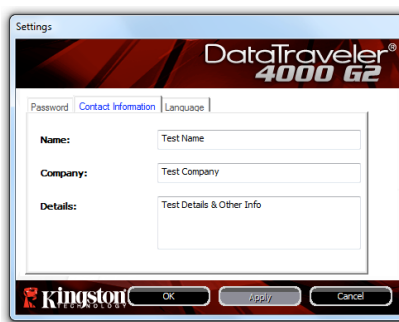 Settings
DataTraveler®
4000 G2
Password Contact Information Language
Name: Test Name
Company: Test Company
Details: Test Details & Other Info
Kingston
TECHNOLOGY
OK Apply Cancel